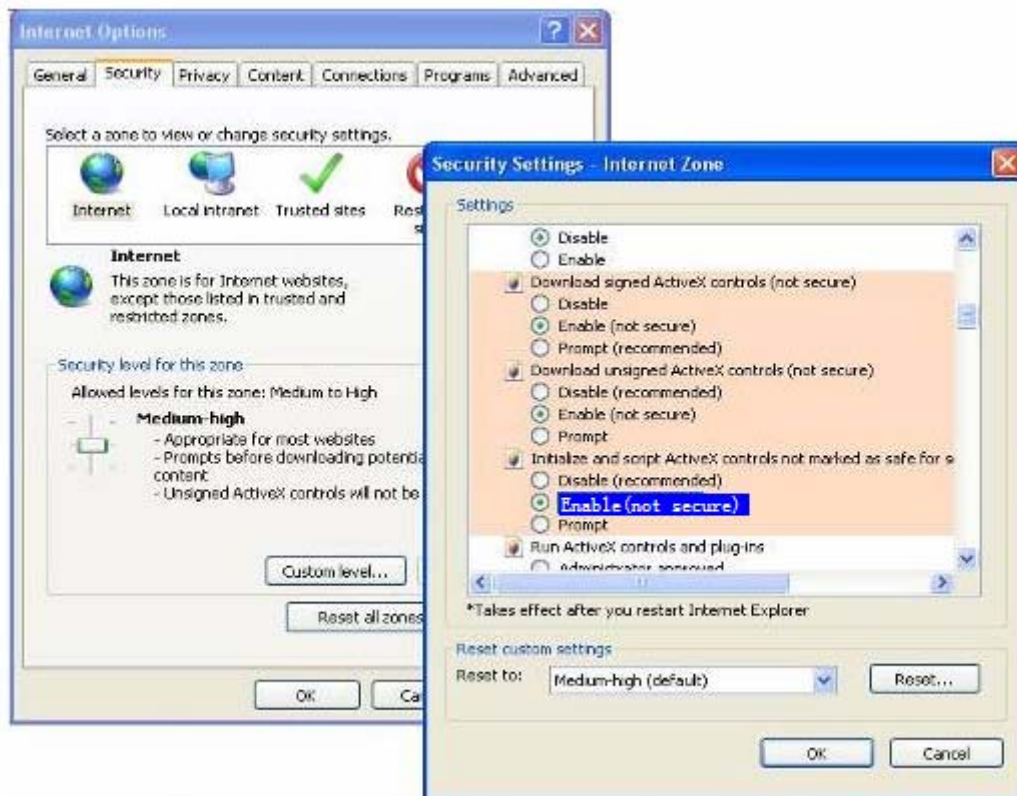 Internet Options
General Security Privacy Content Connections Programs Advanced
Select a zone to view or change security settings.
Internet Local intranet Trusted sites
Internet
This zone is for Internet websites,
except those listed in trusted and
restricted zones.
Security level for this zone
Allowed levels for this zone: Medium to High
Medium-high
- Appropriate for most websites
- Prompts before downloading
content
- Unsigned ActiveX controls will not be
Custom level...
Reset all zones
OK
Security Settings - Internet Zone
Settings
Disable
Enable
Download signed ActiveX controls (not secure)
Disable
Enable (not secure)
Prompt (recommended)
Download unsigned ActiveX controls (not secure)
Disable (recommended)
Enable (not secure)
Prompt
Initialize and script ActiveX controls not marked as safe for s
Disable (recommended)
Enable(not secure)
Prompt
Run ActiveX controls and plug-ins
Administrator approved
*Takes effect after you restart Internet Explorer
Reset custom settings
Reset to: Medium-high (default) Reset...
OK Cancel